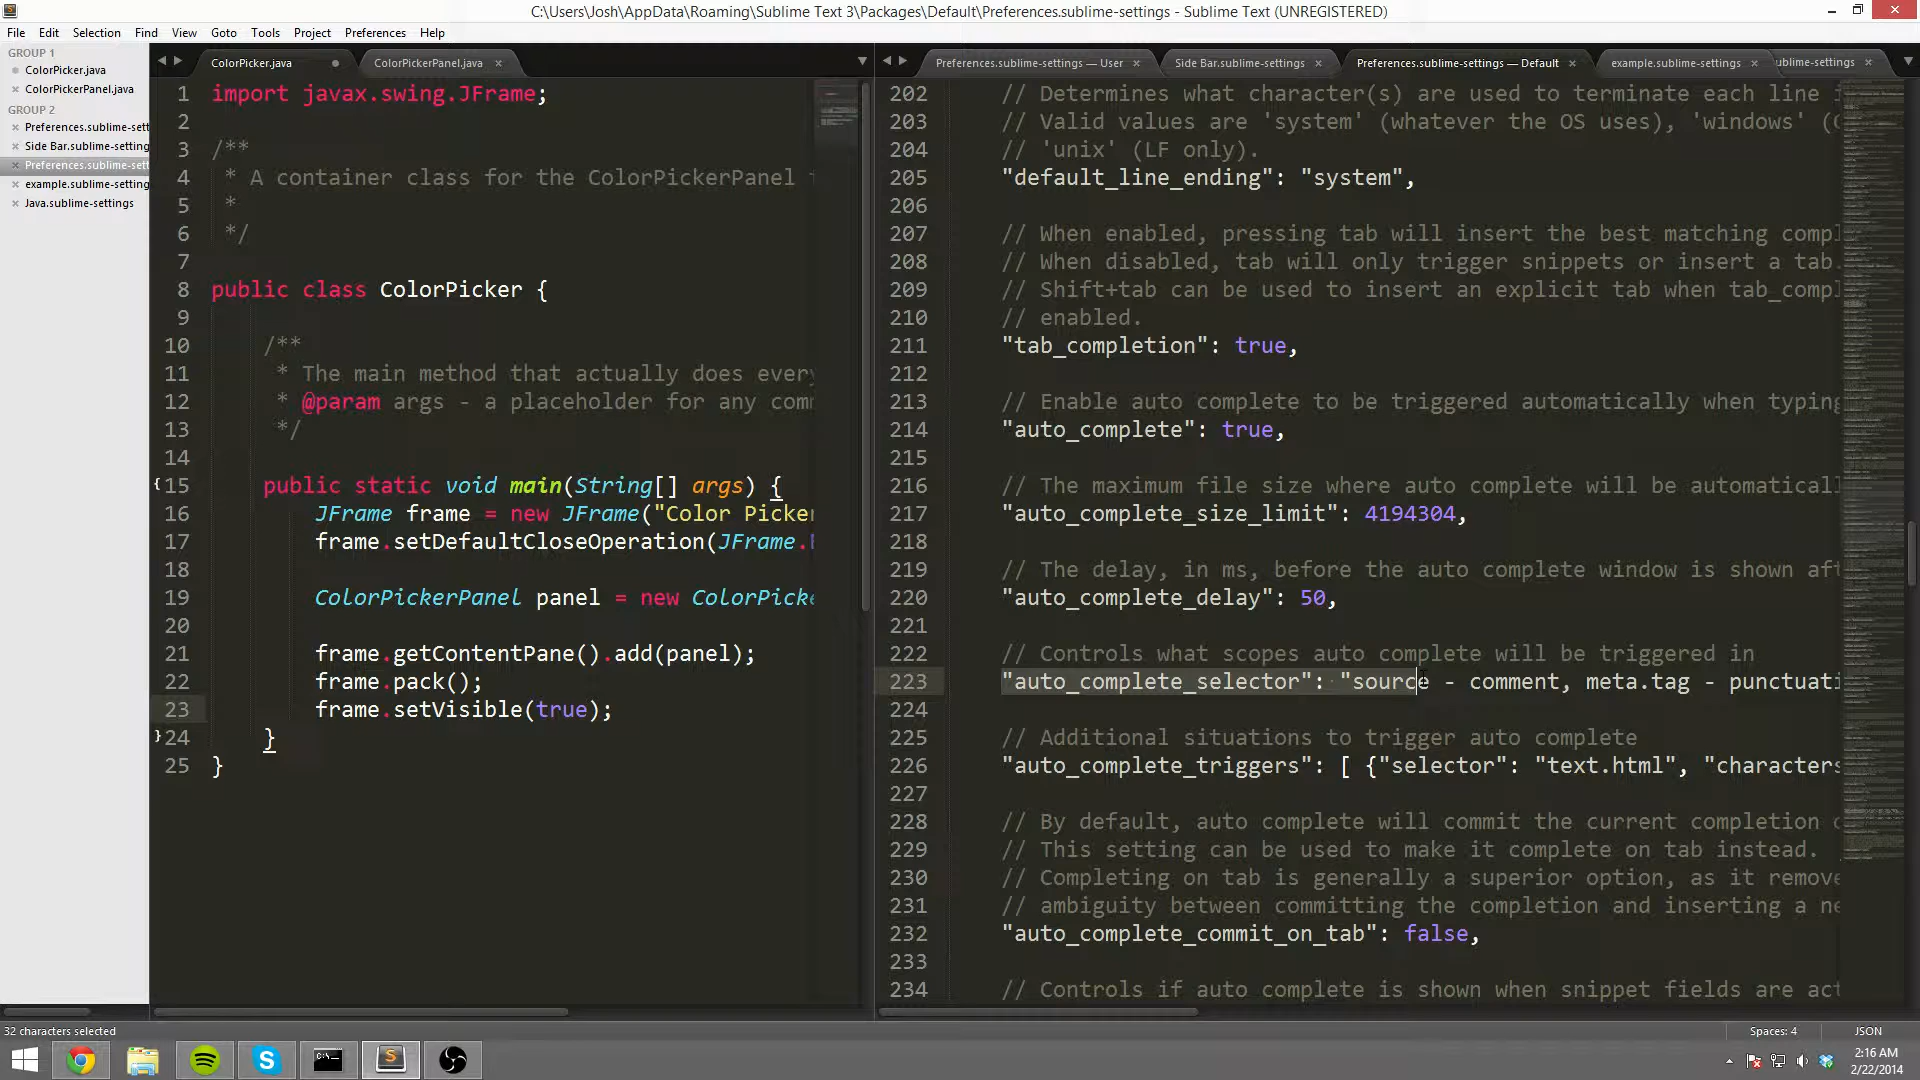 C:\Users\Josh\AppData\Roaming\Sublime Text 3\Packages\Default\Preferences.sublime-settings - Sublime Text (UNREGISTERED)
File Edit Selection Find View Goto Tools Project Preferences Help
GROUP 1
ColorPicker.java
ColorPickerPanel.java
GROUP 2
Preferences.sublime-sett
Side Bar.sublime-setting
Preferences.sublime-sett
example.sublime-setting
Java.sublime-settings
ColorPicker.java ColorPickerPanel.java
1 import javax.swing.JFrame;
2
3 /**
4 * A container class for the ColorPickerPanel
5 *
6 */
7
8 public class ColorPicker {
9
10 /**
11 * The main method that actually does every
12 * @param args - a placeholder for any com
13 */
14
15 public static void main(String[] args) {
16 JFrame frame = new JFrame("Color Picker
17 frame.setDefaultCloseOperation(JFrame.
18
19 ColorPickerPanel panel = new ColorPick
20
21 frame.getContentPane().add(panel);
22 frame.pack();
23 frame.setVisible(true);
24 }
25 }
Preferences.sublime-settings — User Side Bar.sublime-settings Preferences.sublime-settings — Default example.sublime-settings ublime-settings
202 // Determines what character(s) are used to terminate each line
203 // Valid values are 'system' (whatever the OS uses), 'windows' (
204 // 'unix' (LF only).
205 "default_line_ending": "system",
206
207 // When enabled, pressing tab will insert the best matching compl
208 // When disabled, tab will only trigger snippets or insert a tab.
209 // Shift+tab can be used to insert an explicit tab when tab_compl
210 // enabled.
211 "tab_completion": true,
212
213 // Enable auto complete to be triggered automatically when typing
214 "auto_complete": true,
215
216 // The maximum file size where auto complete will be automaticall
217 "auto_complete_size_limit": 4194304,
218
219 // The delay, in ms, before the auto complete window is shown aft
220 "auto_complete_delay": 50,
221
222 // Controls what scopes auto complete will be triggered in
223 "auto_complete_selector": "source - comment, meta.tag - punctuati
224
225 // Additional situations to trigger auto complete
226 "auto_complete_triggers": [ {"selector": "text.html", "characters
227
228 // By default, auto complete will commit the current completion
229 // This setting can be used to make it complete on tab instead.
230 // Completing on tab is generally a superior option, as it remove
231 // ambiguity between committing the completion and inserting a ne
232 "auto_complete_commit_on_tab": false,
233
234 // Controls if auto complete is shown when snippet fields are act
32 characters selected
Spaces: 4 JSON
2:16 AM
2/22/2014